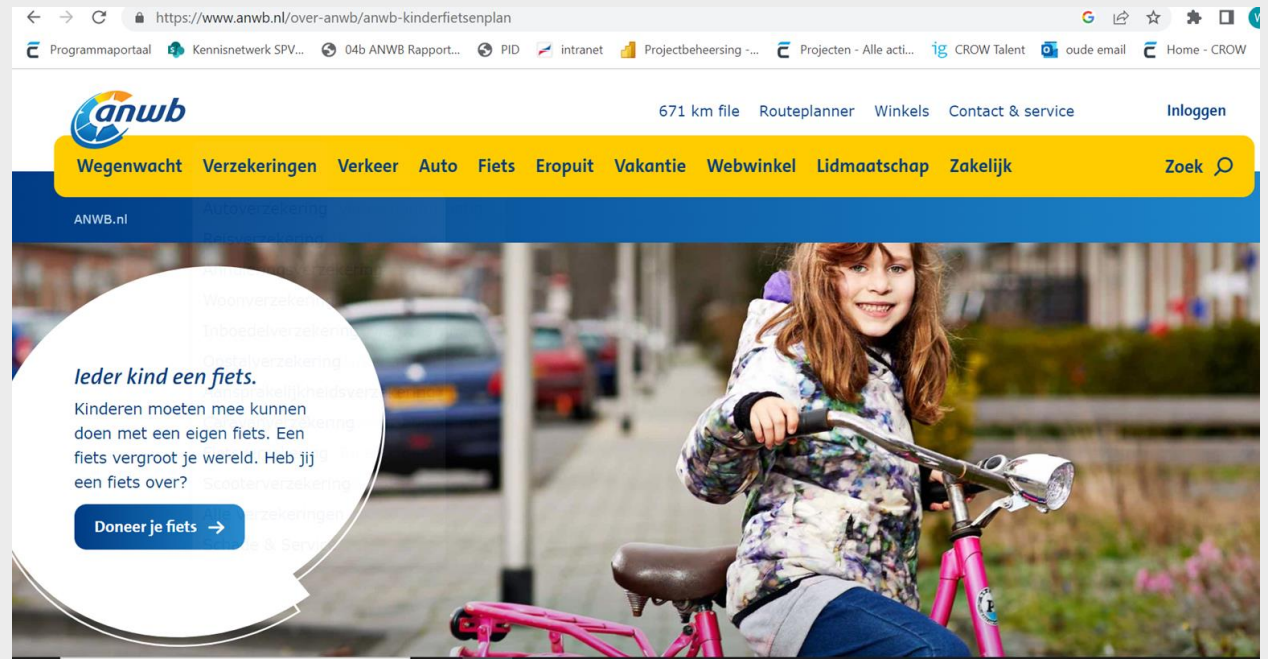 https://www.anwb.nl/over-anwb/anwb-kinderfietsenplan
Programmaportaal Kennisnetwerk SPV... 04b ANWB Rapport... PID intranet Projectbeheersing -... Projecten - Alle acti... CROW Talent oude email Home - CROW
anwb
671 km file Routeplanner Winkels Contact & service Inloggen
Wegenwacht Verzekeringen Verkeer Auto Fiets Eropuit Vakantie Webwinkel Lidmaatschap Zakelijk Zoek
Autoverzekering
ANWB.nl
Reisverzekering
Woonverzekering
Inboedelverzekering
Opstalverzekering
Ieder kind een fiets.
Kinderen moeten mee kunnen
doen met een eigen fiets. Een
fiets vergroot je wereld. Heb jij
een fiets over?
Scooterverzekering
Doneer je fiets